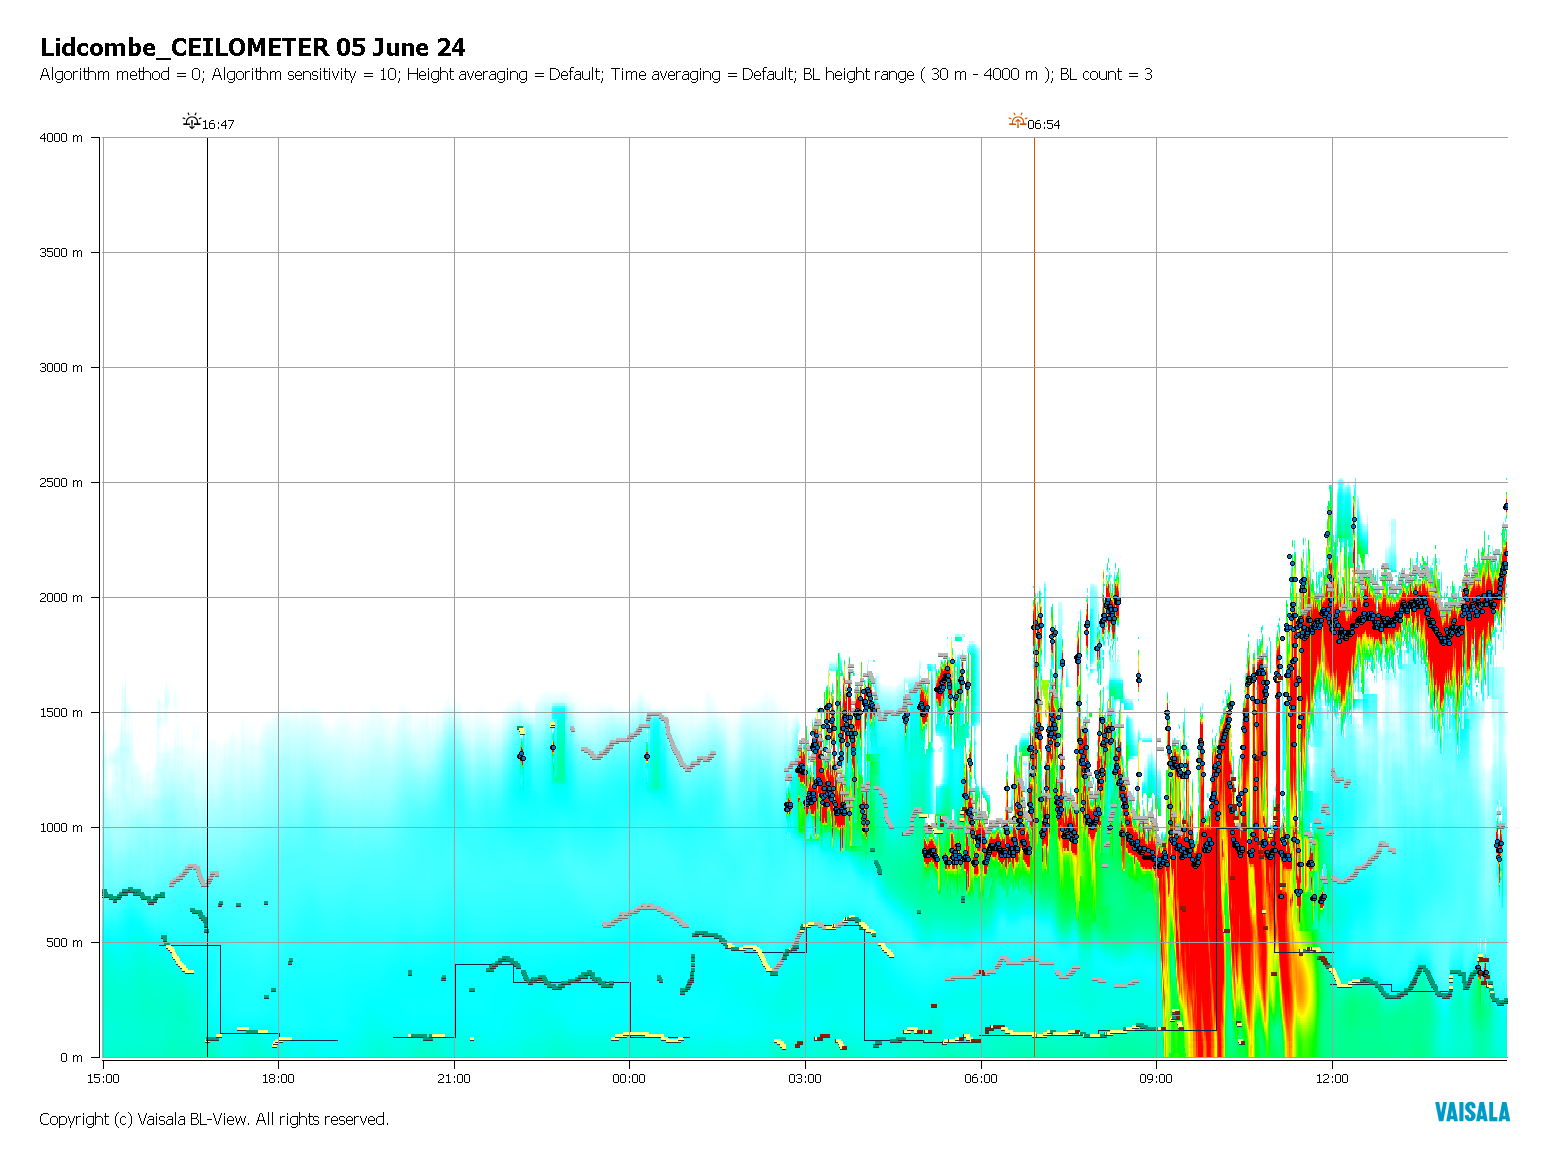 Lidcombe_CEILOMETER 05 June 24
Algorithm method = 0; Algorithm sensitivity = 10; Height averaging = Default; Time averaging = Default; BL height range ( 30 m - 4000 m ); BL count = 3
16:47 06:54
4000 m
3500 m
3000 m
2500 m
2000 m
1500 m
1000 m
500 m
0 m
15:00 18:00 21:00 00:00 03:00 06:00 09:00 12:00
Copyright (c) Vaisala BL-View. All rights reserved.
VAISALA